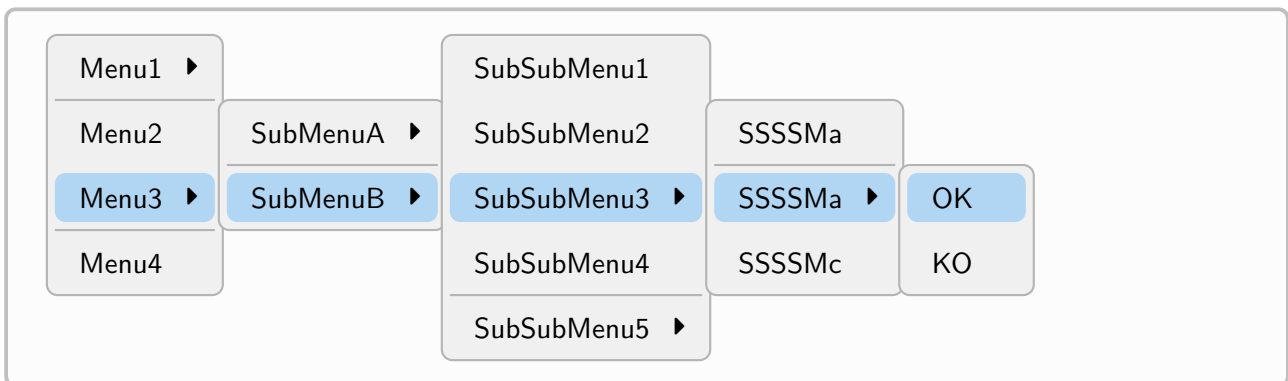 Menu1
Menu2
Menu3
Menu4
SubMenuA
SubMenuB
SubSubMenu1
SubSubMenu2
SubSubMenu3
SubSubMenu4
SubSubMenu5
SSSSMa
SSSSMa
SSSSMc
OK
KO